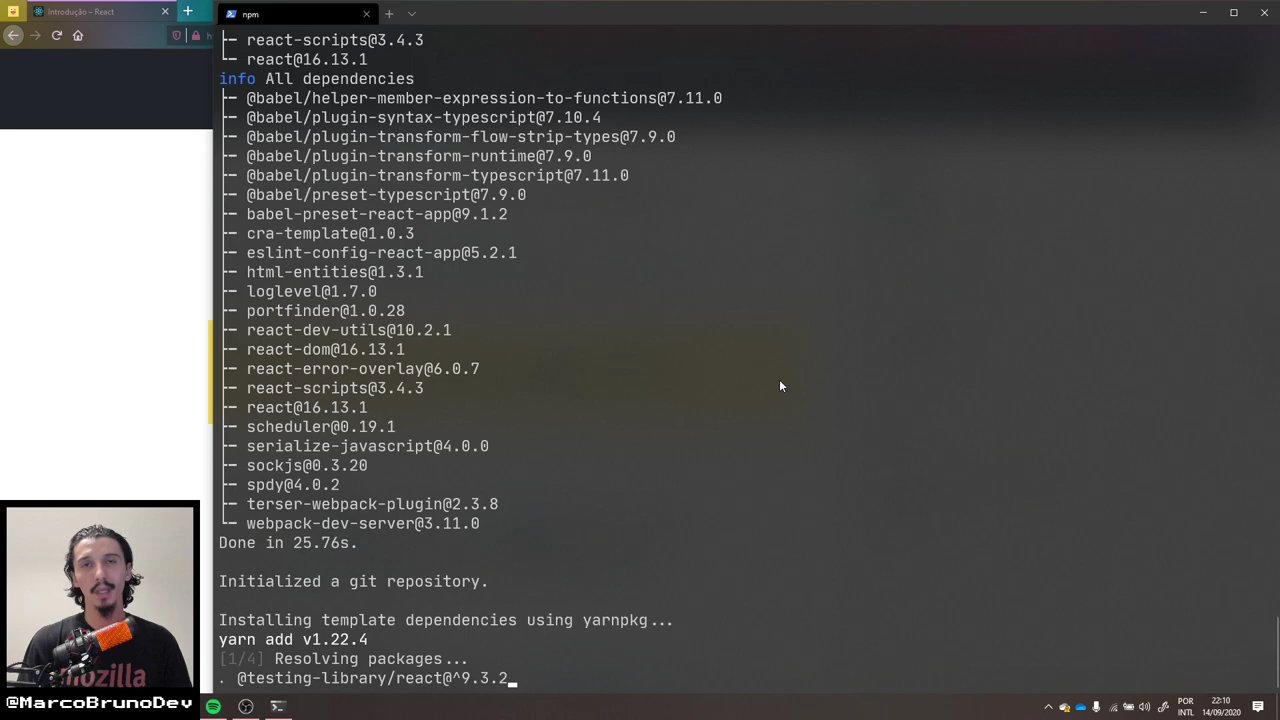 Introdução – React
npm
react-scripts@3.4.3
react@16.13.1
info All dependencies
@babel/helper-member-expression-to-functions@7.11.0
@babel/plugin-syntax-typescript@7.10.4
@babel/plugin-transform-flow-strip-types@7.9.0
@babel/plugin-transform-runtime@7.9.0
@babel/plugin-transform-typescript@7.11.0
@babel/preset-typescript@7.9.0
babel-preset-react-app@9.1.2
cra-template@1.0.3
eslint-config-react-app@5.2.1
html-entities@1.3.1
loglevel@1.7.0
portfinder@1.0.28
react-dev-utils@10.2.1
react-dom@16.13.1
react-error-overlay@6.0.7
react-scripts@3.4.3
react@16.13.1
scheduler@0.19.1
serialize-javascript@4.0.0
sockjs@0.3.20
spdy@4.0.2
terser-webpack-plugin@2.3.8
webpack-dev-server@3.11.0
Done in 25.76s.
Initialized a git repository.
Installing template dependencies using yarnpkg...
yarn add v1.22.4
[1/4] Resolving packages...
. @testing-library/react@^9.3.2
mozilla
@MarcoBrunoDev
POR
INTL
22:10
14/09/2020